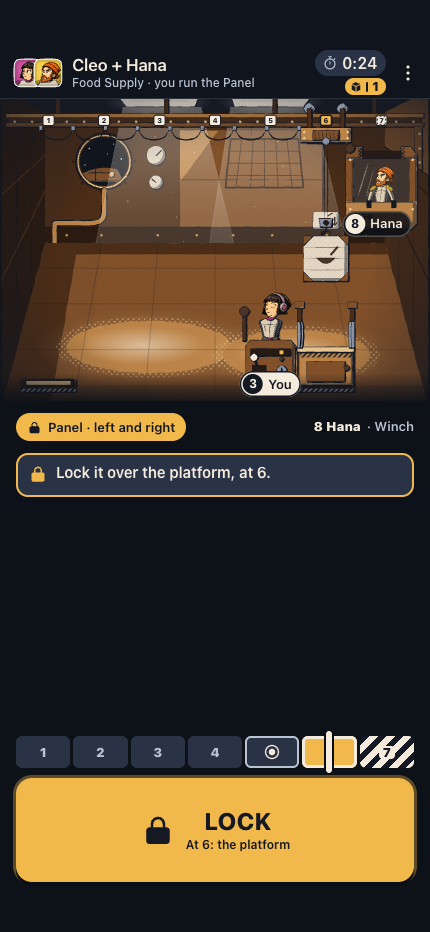 Cleo + Hana
0:24
Food Supply · you run the Panel
1
1 2 3 4 5 6 7
8 Hana
3 You
Panel · left and right
8 Hana · Winch
Lock it over the platform, at 6.
1 2 3 4 7
LOCK
At 6: the platform